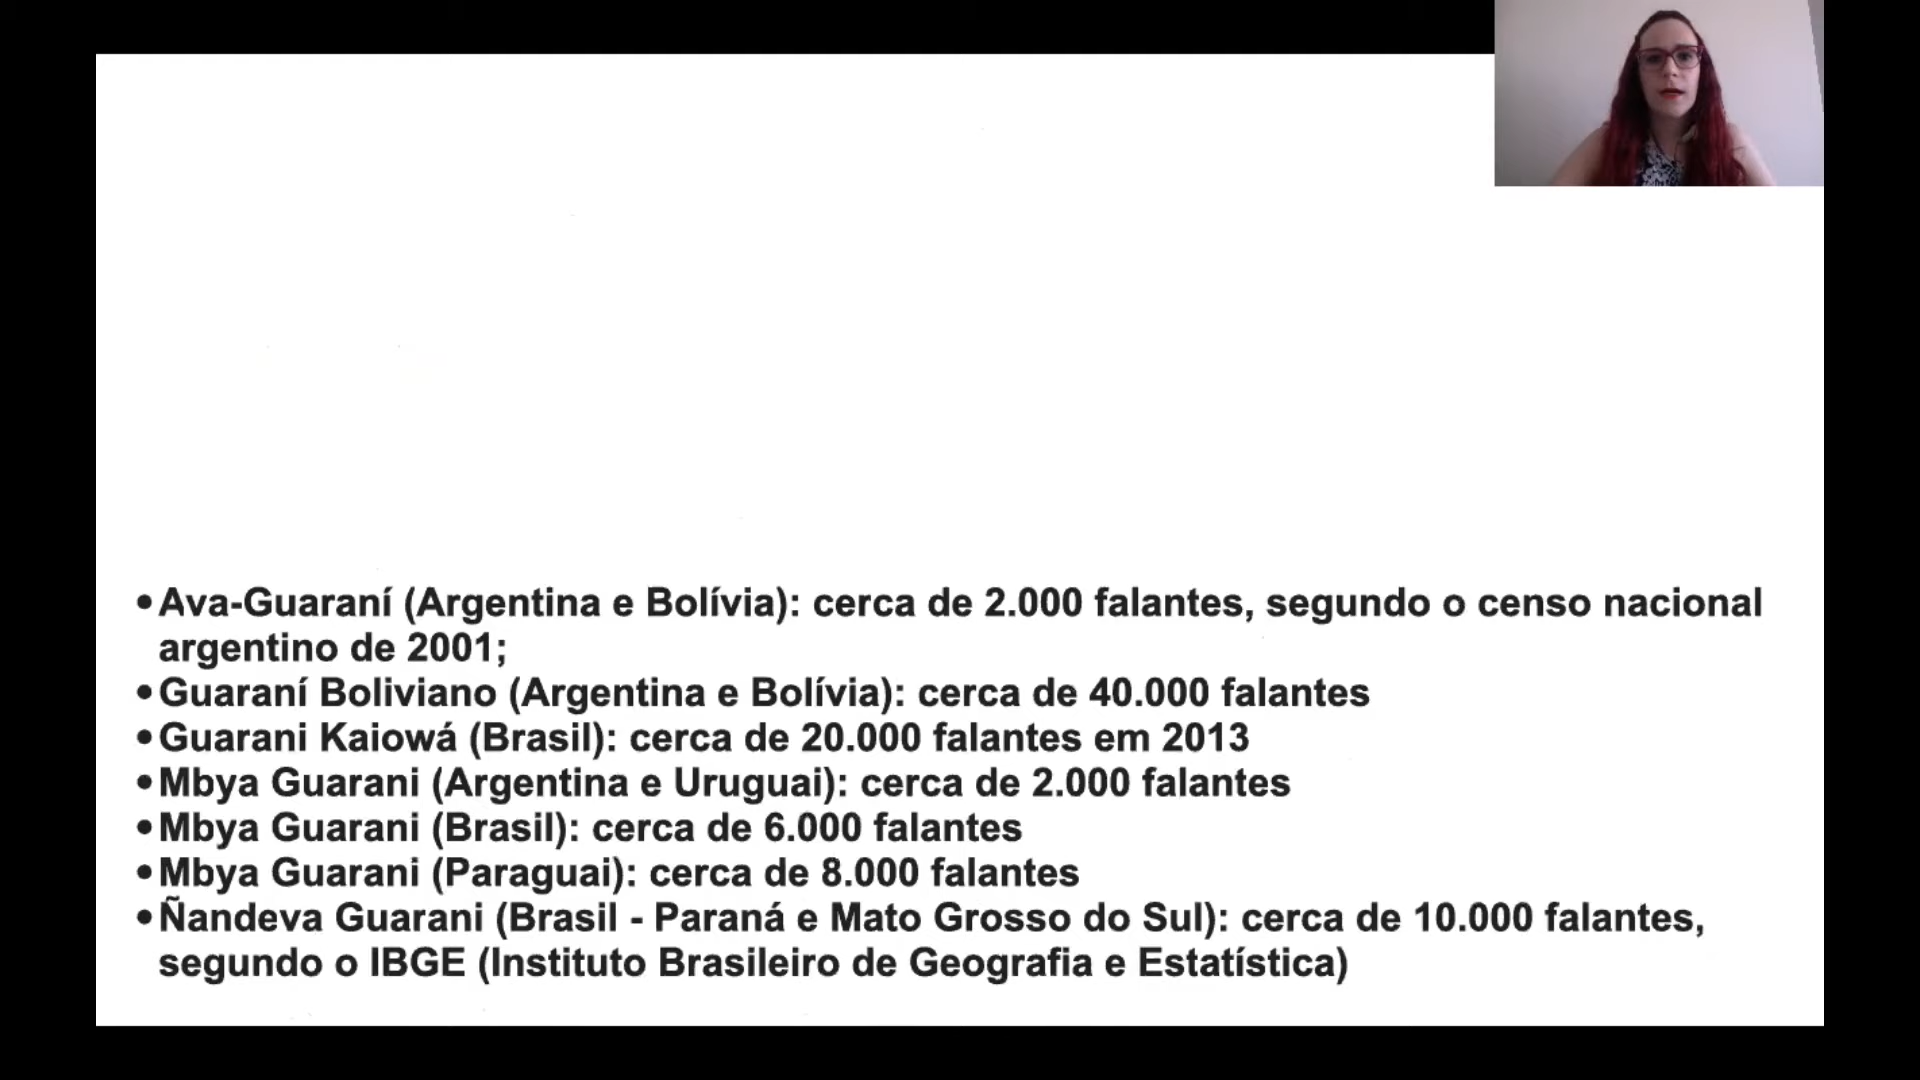 •Ava-Guaraní (Argentina e Bolívia): cerca de 2.000 falantes, segundo o censo nacional
argentino de 2001;
•Guaraní Boliviano (Argentina e Bolívia): cerca de 40.000 falantes
•Guarani Kaiowá (Brasil): cerca de 20.000 falantes em 2013
•Mbya Guarani (Argentina e Uruguai): cerca de 2.000 falantes
•Mbya Guarani (Brasil): cerca de 6.000 falantes
•Mbya Guarani (Paraguai): cerca de 8.000 falantes
•Ñandeva Guarani (Brasil - Paraná e Mato Grosso do Sul): cerca de 10.000 falantes,
segundo o IBGE (Instituto Brasileiro de Geografia e Estatística)